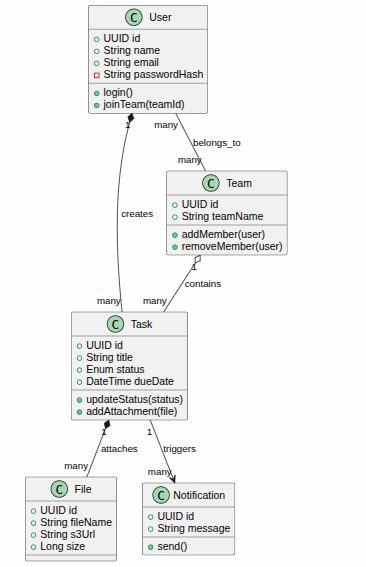 C User
UUID id
String name
String email
String passwordHash
login()
joinTeam(teamId)
1
many
belongs_to
many
C Team
UUID id
String teamName
addMember(user)
removeMember(user)
1
creates
contains
many
many
C Task
UUID id
String title
Enum status
DateTime dueDate
updateStatus(status)
addAttachment(file)
1
1
attaches
triggers
many
many
C File
UUID id
String fileName
String s3Url
Long size
C Notification
UUID id
String message
send()